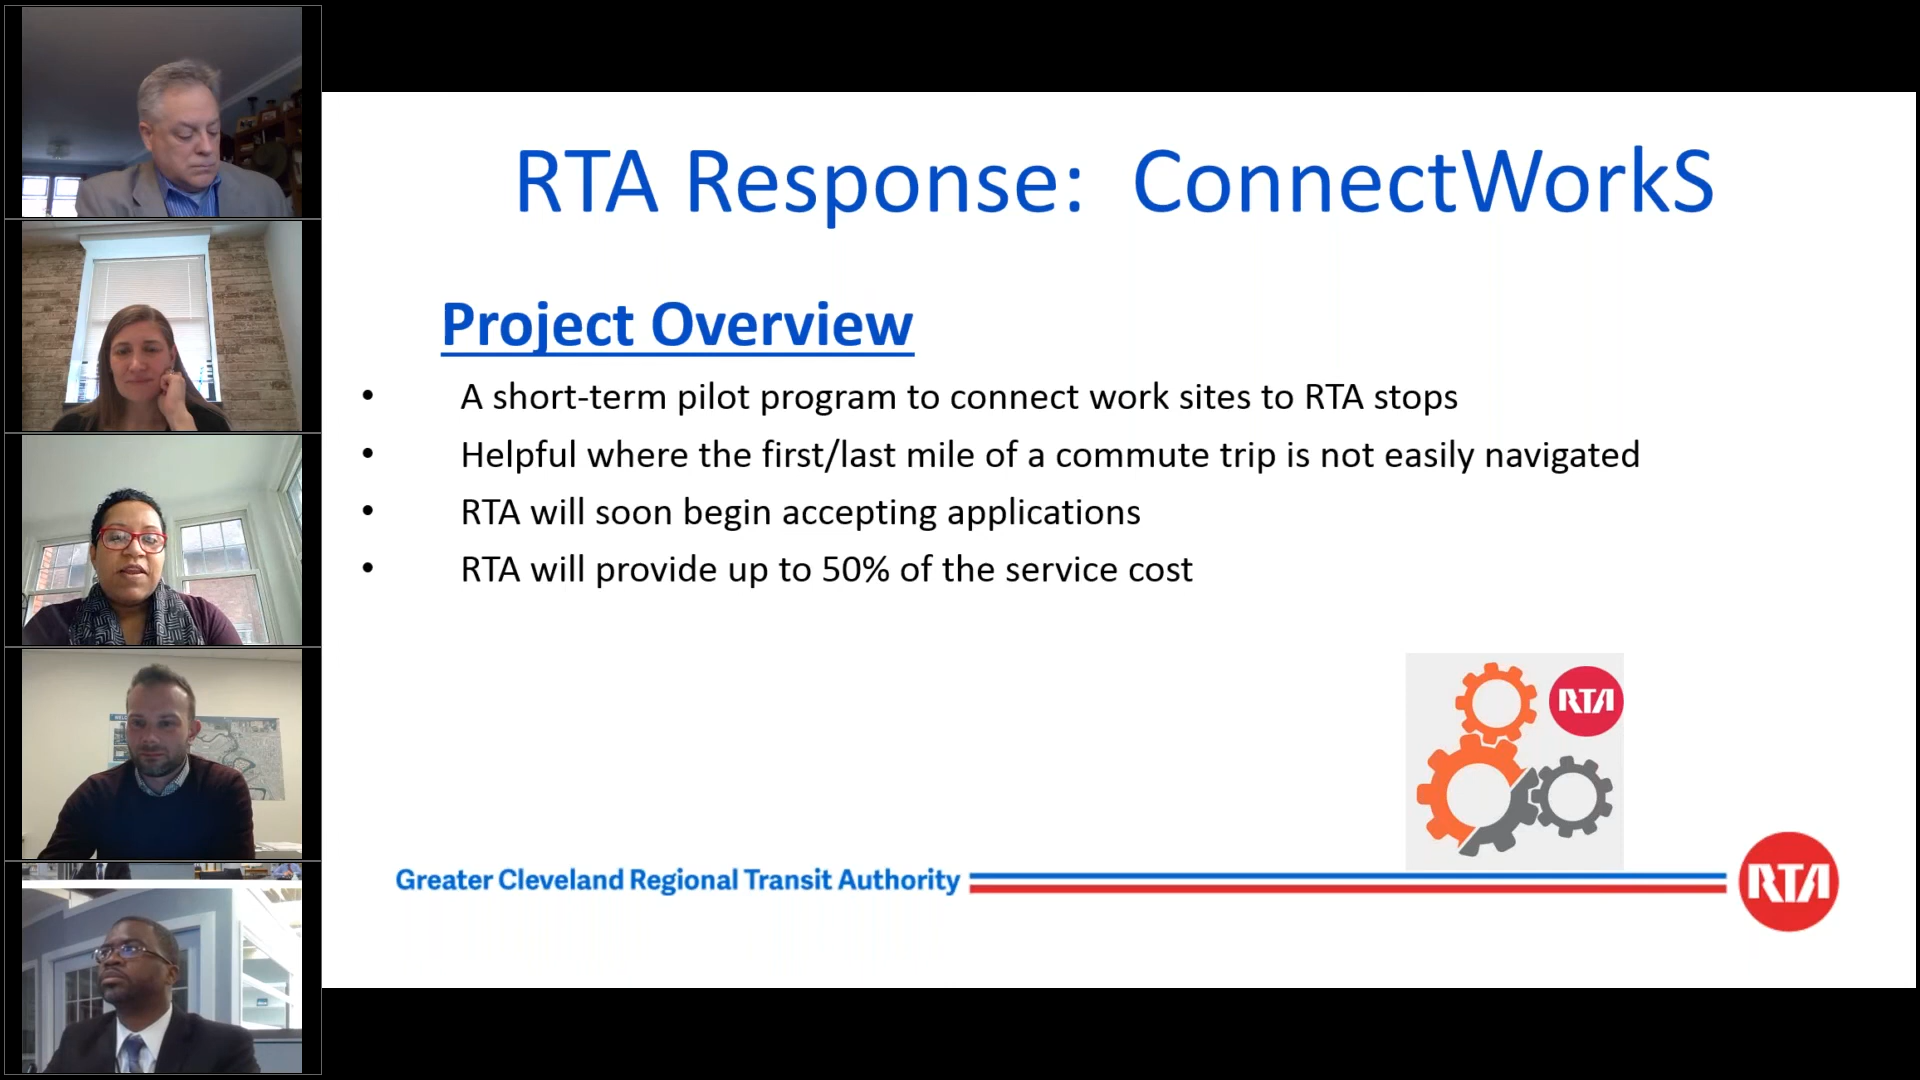 RTA Response: ConnectWorkS
Project Overview
• A short-term pilot program to connect work sites to RTA stops
• Helpful where the first/last mile of a commute trip is not easily navigated
• RTA will soon begin accepting applications
• RTA will provide up to 50% of the service cost
RTA
Greater Cleveland Regional Transit Authority
RTA